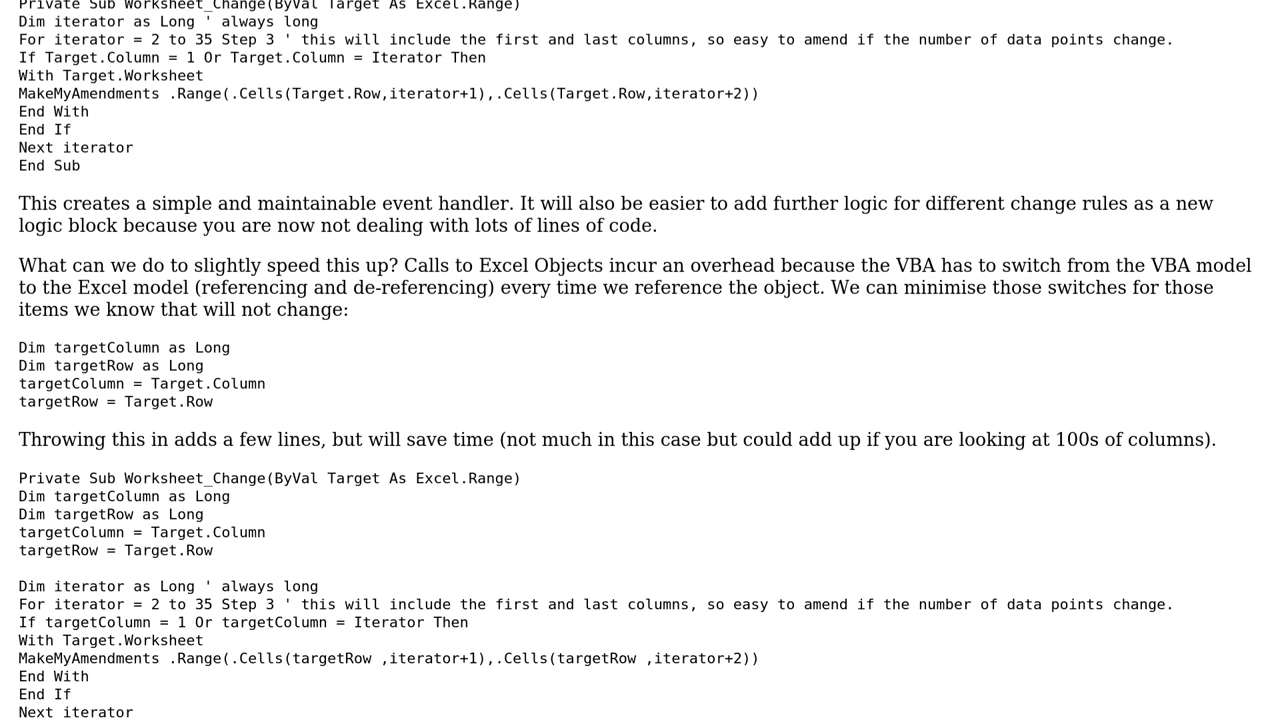 Private Sub Worksheet_Change(ByVal Target As Excel.Range)
Dim iterator as Long ' always long
For iterator = 2 to 35 Step 3 ' this will include the first and last columns, so easy to amend if the number of data points change.
If Target.Column = 1 Or Target.Column = Iterator Then
With Target.Worksheet
MakeMyAmendments .Range(.Cells(Target.Row,iterator+1),.Cells(Target.Row,iterator+2))
End With
End If
Next iterator
End Sub
This creates a simple and maintainable event handler. It will also be easier to add further logic for different change rules as a new
logic block because you are now not dealing with lots of lines of code.
What can we do to slightly speed this up? Calls to Excel Objects incur an overhead because the VBA has to switch from the VBA model
to the Excel model (referencing and de-referencing) every time we reference the object. We can minimise those switches for those
items we know that will not change:
Dim targetColumn as Long
Dim targetRow as Long
targetColumn = Target.Column
targetRow = Target.Row
Throwing this in adds a few lines, but will save time (not much in this case but could add up if you are looking at 100s of columns).
Private Sub Worksheet_Change(ByVal Target As Excel.Range)
Dim targetColumn as Long
Dim targetRow as Long
targetColumn = Target.Column
targetRow = Target.Row
Dim iterator as Long ' always long
For iterator = 2 to 35 Step 3 ' this will include the first and last columns, so easy to amend if the number of data points change.
If targetColumn = 1 Or targetColumn = Iterator Then
With Target.Worksheet
MakeMyAmendments .Range(.Cells(targetRow ,iterator+1),.Cells(targetRow ,iterator+2))
End With
End If
Next iterator